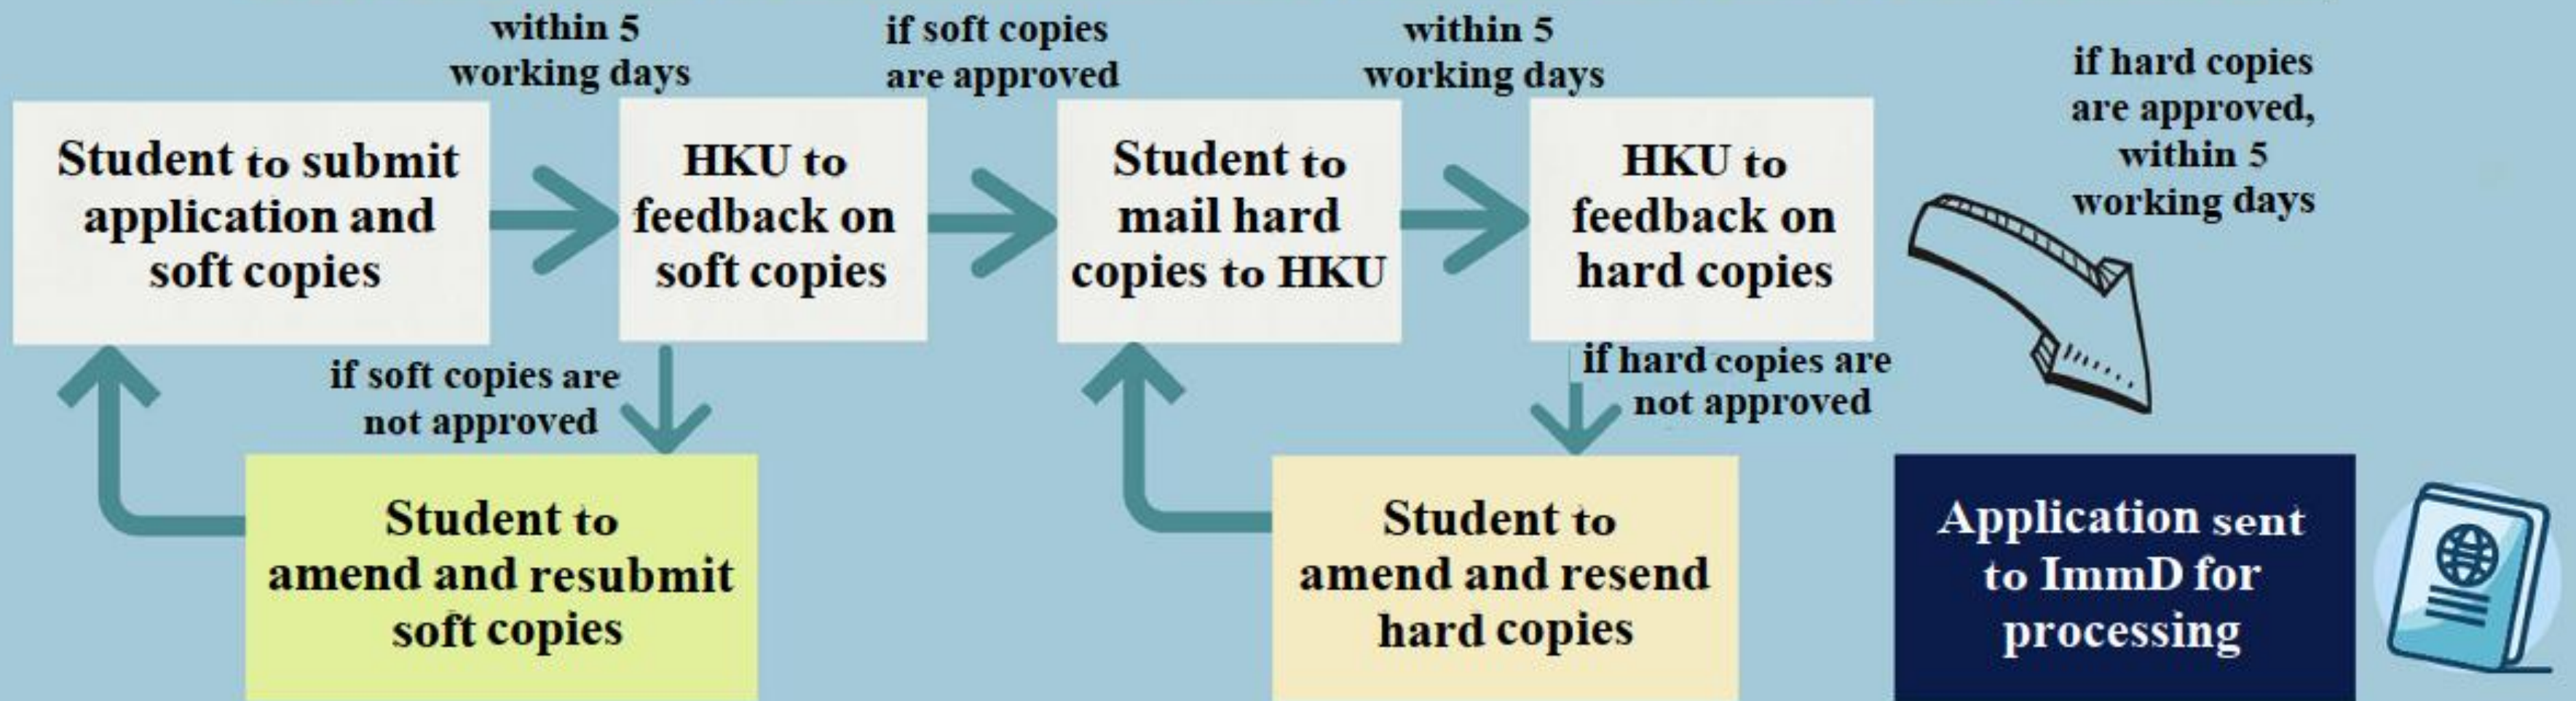 within 5
working days
if soft copies
are approved
within 5
working days
if hard copies
are approved,
within 5
working days
Student to submit
application and
soft copies
HKU to
feedback on
soft copies
Student to
mail hard
copies to HKU
HKU to
feedback on
hard copies
if soft copies are
not approved
if hard copies are
not approved
Student to
amend and resubmit
soft copies
Student to
amend and resend
hard copies
Application sent
to ImmD for
processing